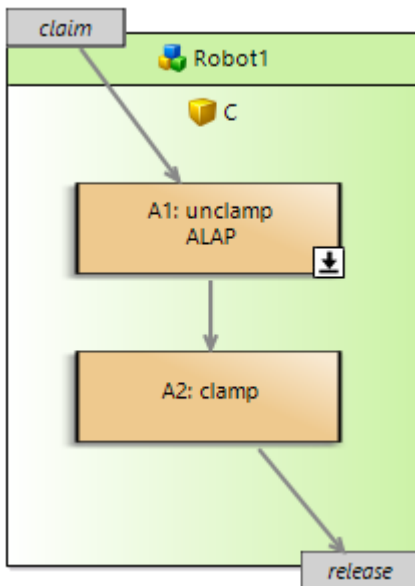 claim
Robot1
C
A1: unclamp
ALAP
A2: clamp
release